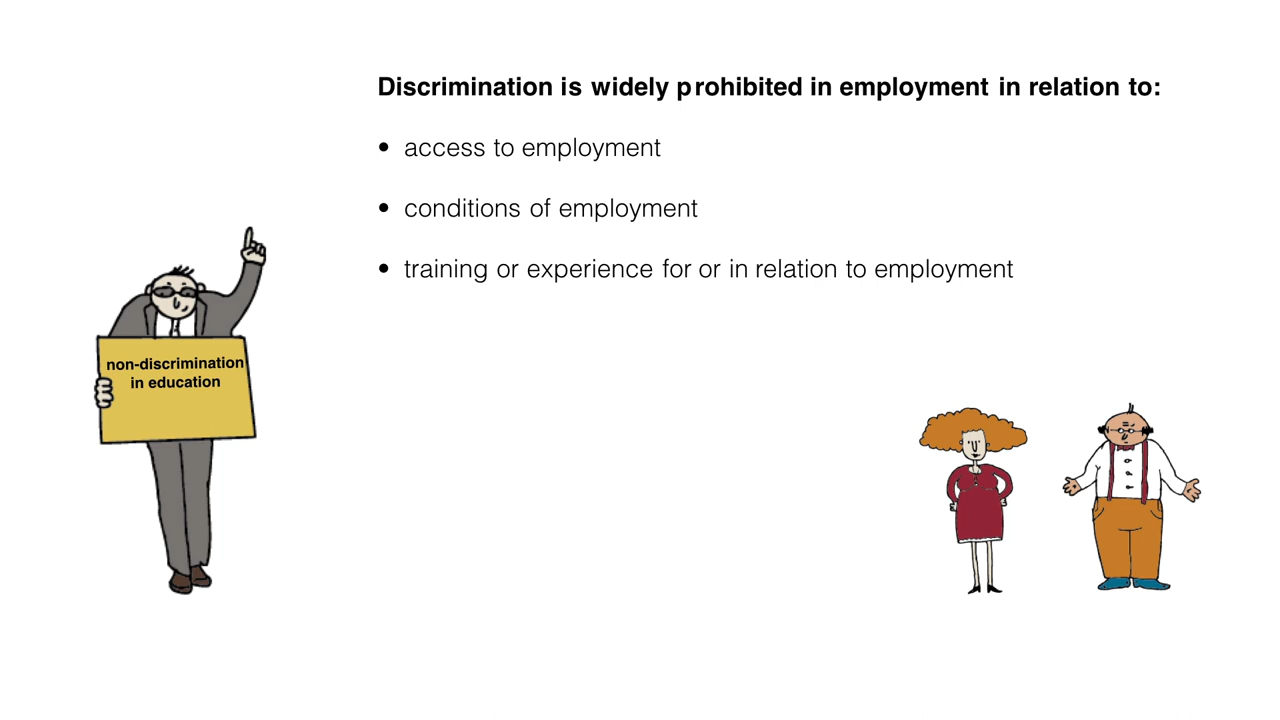 Discrimination is widely prohibited in employment in relation to:
• access to employment
• conditions of employment
• training or experience for or in relation to employment
non-discrimination
in education